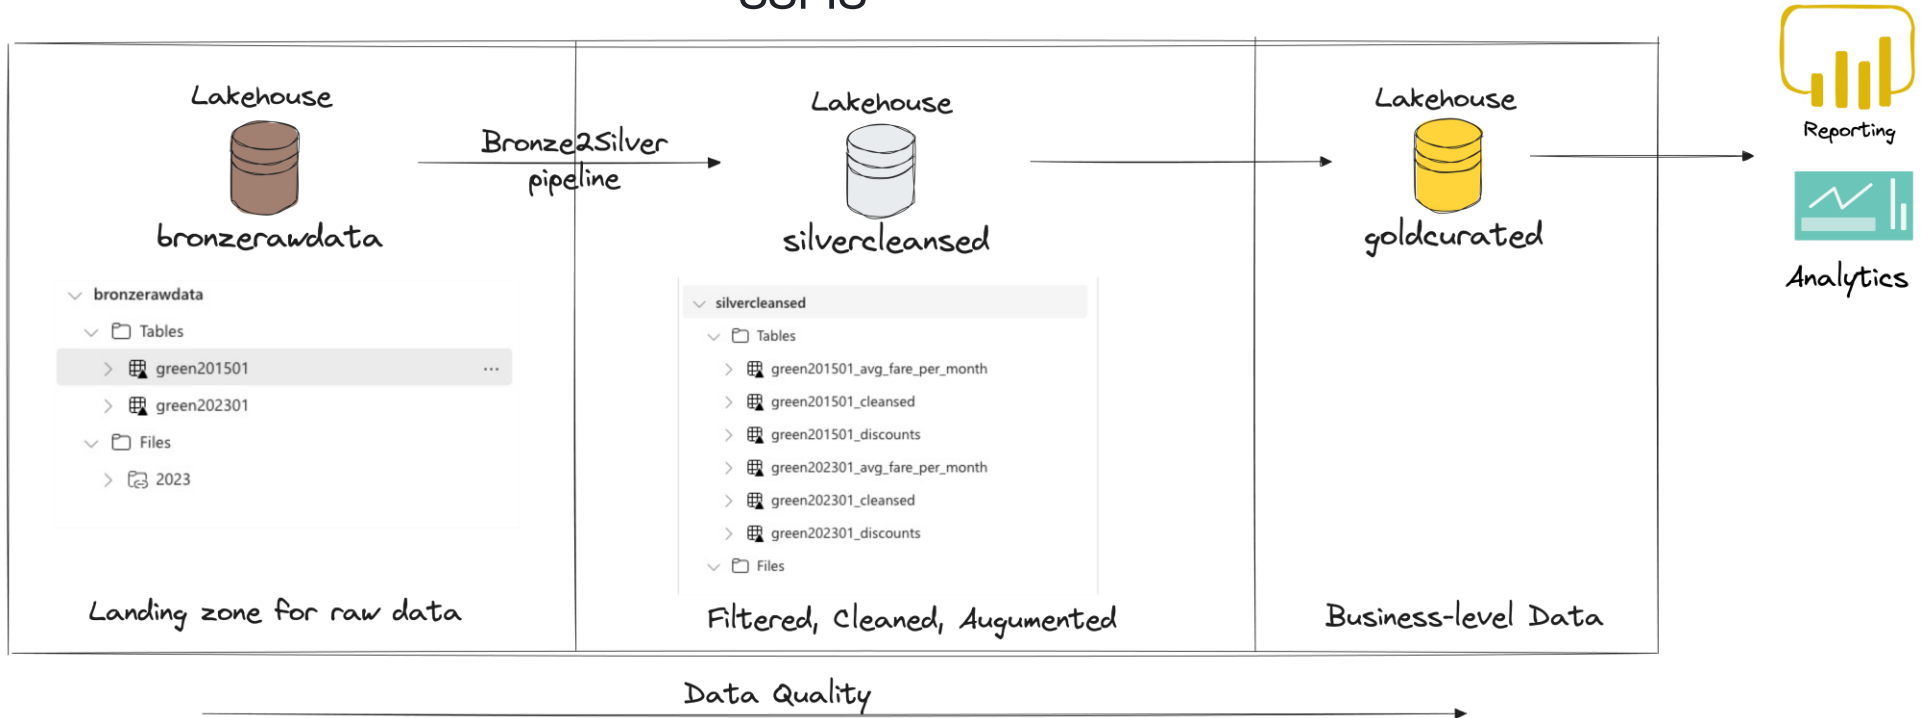 Lakehouse
bronzerawdata
bronzerawdata
Tables
green201501
...
green202301
Files
2023
Landing zone for raw data
Bronze2Silver
pipeline
Lakehouse
silvercleansed
silvercleansed
Tables
green201501_avg_fare_per_month
green201501_cleansed
green201501_discounts
green202301_avg_fare_per_month
green202301_cleansed
green202301_discounts
Files
Filtered, Cleaned, Augumented
Lakehouse
goldcurated
Business-level Data
Reporting
Analytics
Data Quality